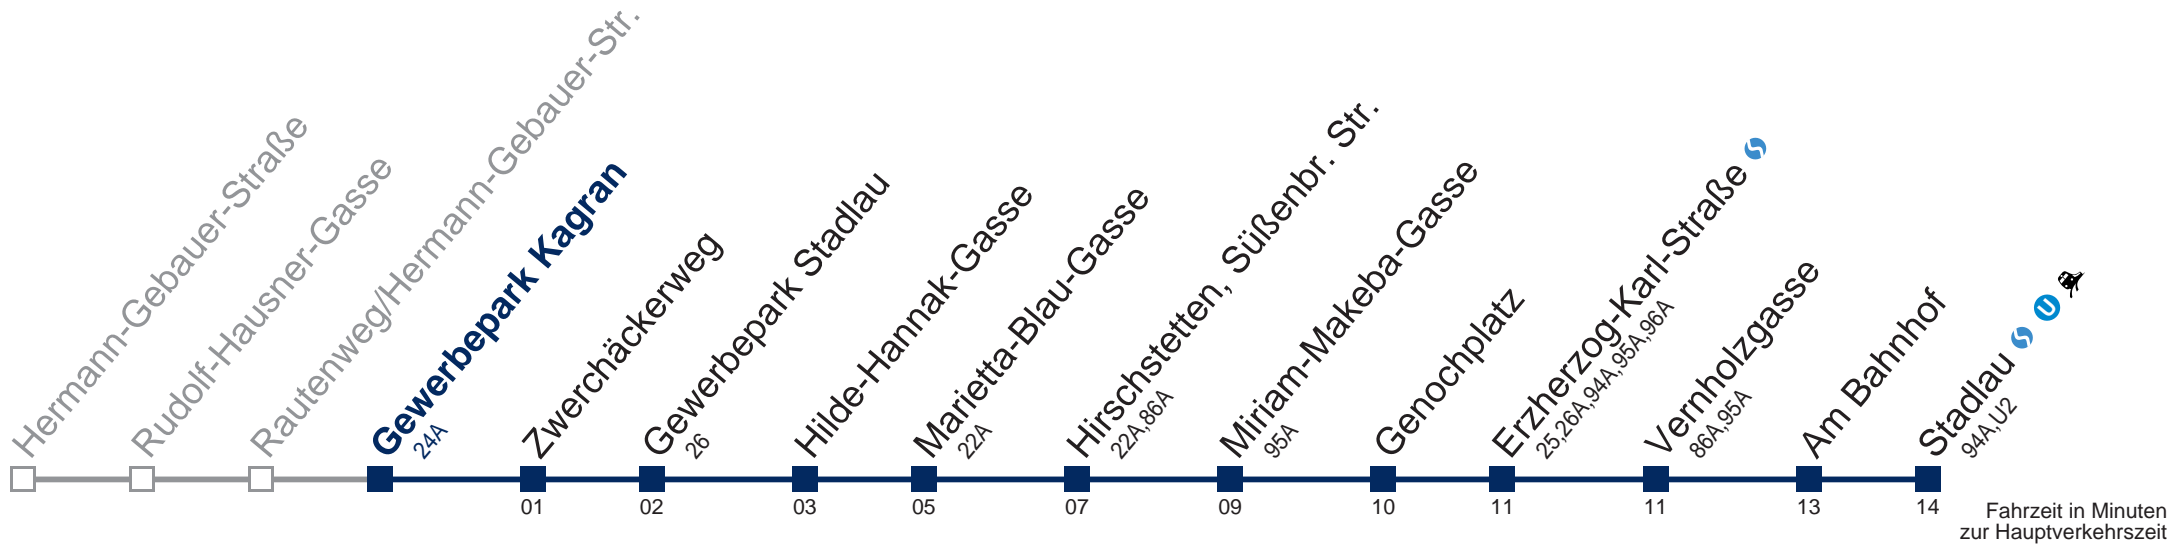 Hermann-Gebauer-Straße
Rudolf-Hausner-Gasse
Rautenweg/Hermann-Gebauer-Str.
Gewerbepark Kagran
24A
Zwerchäckerweg
01
Gewerbepark Stadlau
26
02
Hilde-Hannak-Gasse
03
Marietta-Blau-Gasse
22A
05
Hirschstetten, Süßenbr. Str.
22A,86A
07
Miriam-Makeba-Gasse
95A
09
Genochplatz
10
Erzherzog-Karl-Straße
25,26A,94A,95A,96A
11
Vernholzgasse
86A,95A
11
Am Bahnhof
13
Stadlau U
94A,U2
14
Fahrzeit in Minuten
zur Hauptverkehrszeit